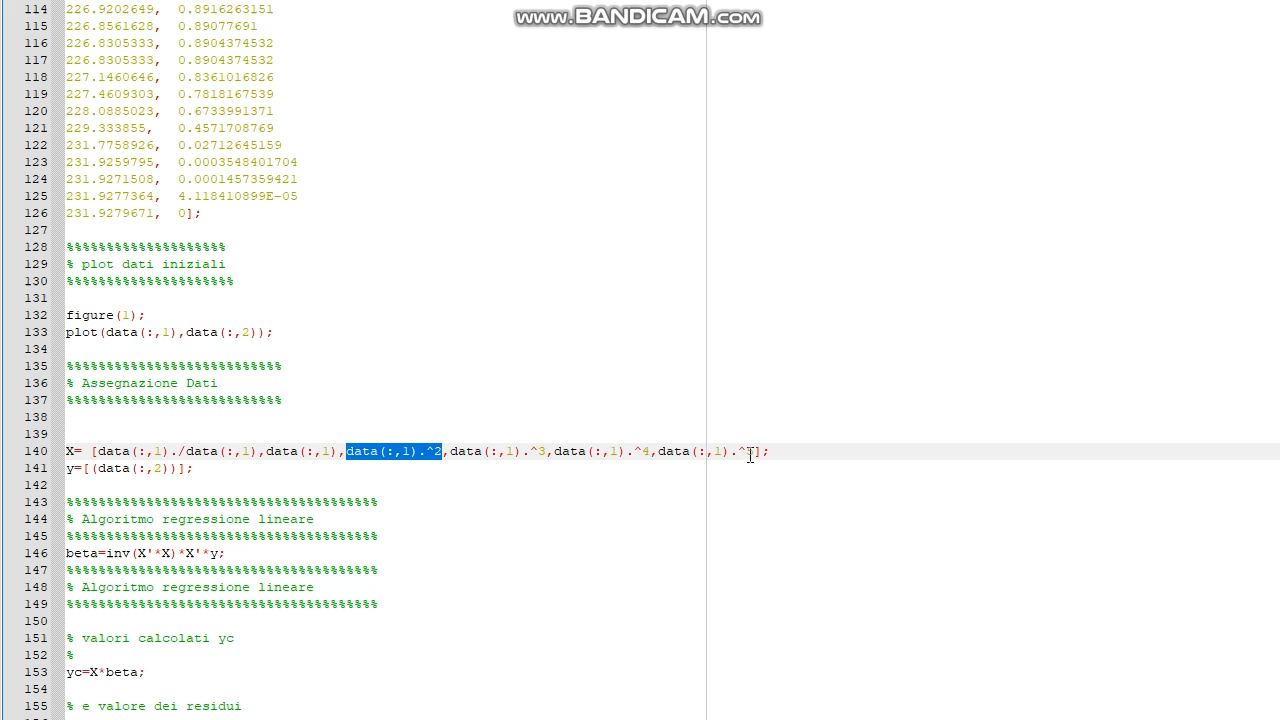 www.BANDICAM.com
114 226.9202649, 0.8916263151
115 226.8561628, 0.89077691
116 226.8305333, 0.8904374532
117 226.8305333, 0.8904374532
118 227.1460646, 0.8361016826
119 227.4609303, 0.7818167539
120 228.0885023, 0.6733991371
121 229.333855, 0.4571708769
122 231.7758926, 0.02712645159
123 231.9259795, 0.0003548401704
124 231.9271508, 0.0001457359421
125 231.9277364, 4.118410899E-05
126 231.9279671, 0];
127
128 %%%%%%%%%%%%%%%%%%%%
129 % plot dati iniziali
130 %%%%%%%%%%%%%%%%%%%%%
131
132 figure(1);
133 plot(data(:,1),data(:,2));
134
135 %%%%%%%%%%%%%%%%%%%%%%%%%%%
136 % Assegnazione Dati
137 %%%%%%%%%%%%%%%%%%%%%%%%%%%
138
139
140 X= [data(:,1)./data(:,1),data(:,1),data(:,1).^2,data(:,1).^3,data(:,1).^4,data(:,1).^5];
141 y=[(data(:,2))];
142
143 %%%%%%%%%%%%%%%%%%%%%%%%%%%%%%%%%%%%%%%
144 % Algoritmo regressione lineare
145 %%%%%%%%%%%%%%%%%%%%%%%%%%%%%%%%%%%%%%%
146 beta=inv(X'*X)*X'*y;
147 %%%%%%%%%%%%%%%%%%%%%%%%%%%%%%%%%%%%%%%
148 % Algoritmo regressione lineare
149 %%%%%%%%%%%%%%%%%%%%%%%%%%%%%%%%%%%%%%%
150
151 % valori calcolati yc
152 %
153 yc=X*beta;
154
155 % e valore dei residui